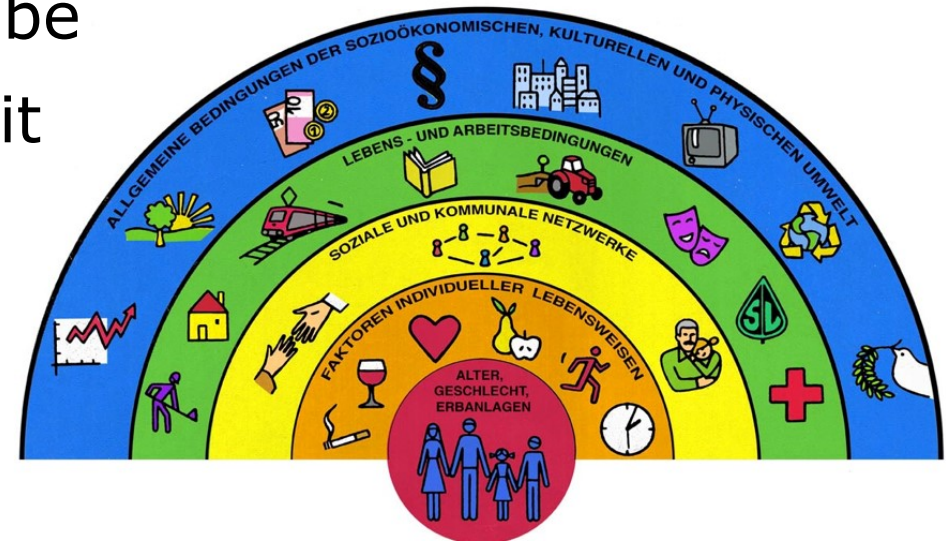 be
it
ALLGEMEINE BEDINGUNGEN DER SOZIOÖKONOMISCHEN, KULTURELLEN UND PHYSISCHEN UMWELT
§
LEBENS - UND ARBEITSBEDINGUNGEN
SOZIALE UND KOMMUNALE NETZWERKE
FAKTOREN INDIVIDUELLER LEBENSWEISEN
ALTER,
GESCHLECHT,
ERBANLAGEN